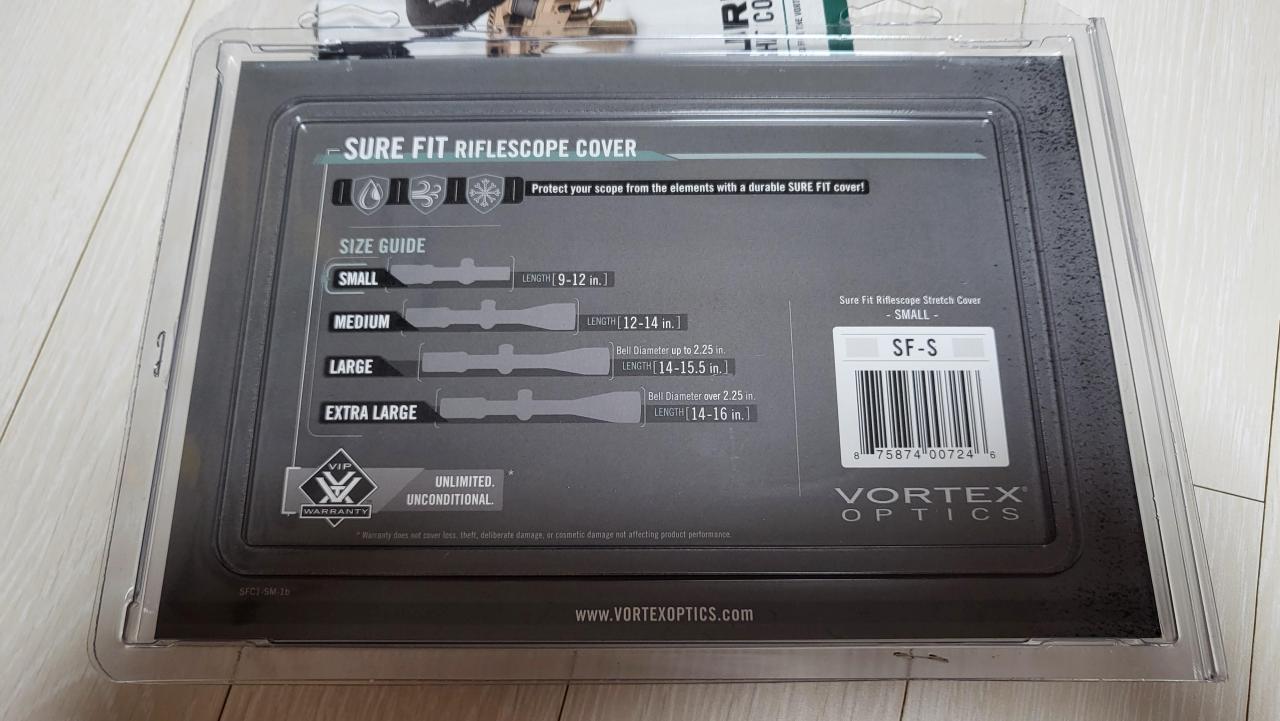 SURE FIT RIFLESCOPE COVER
Protect your scope from the elements with a durable SURE FIT cover!
SIZE GUIDE
SMALL LENGTH [ 9-12 in. ]
MEDIUM LENGTH [ 12-14 in. ]
LARGE Bell Diameter up to 2.25 in.
LENGTH [ 14-15.5 in. ]
EXTRA LARGE Bell Diameter over 2.25 in.
LENGTH [ 14-16 in. ]
VIP
WARRANTY
UNLIMITED. *
UNCONDITIONAL.
* Warranty does not cover loss, theft, deliberate damage, or cosmetic damage not affecting product performance.
Sure Fit Riflescope Stretch Cover
- SMALL -
SF-S
8 75874 00724 6
VORTEX®
OPTICS
SFC1-SM-1b
www.VORTEXOPTICS.com